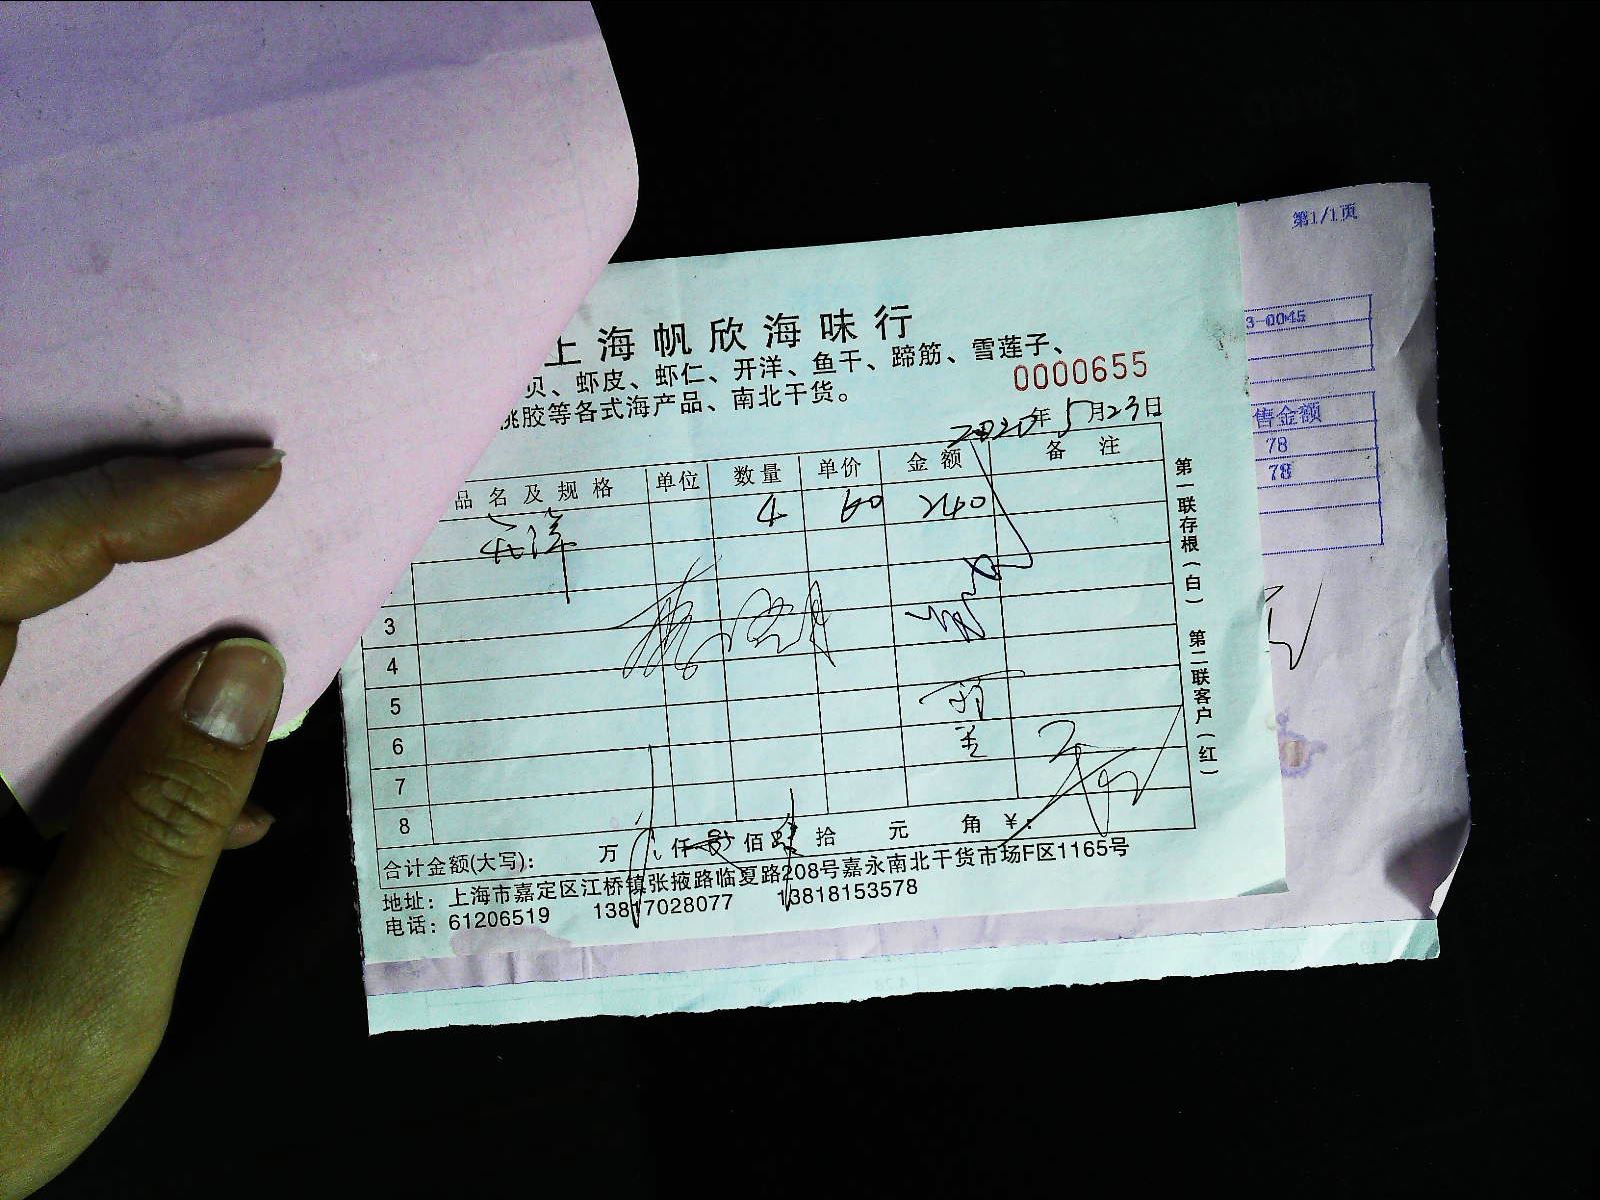 上海帆欣海味行
贝、虾皮、虾仁、开洋、鱼干、蹄筋、雪莲子、
桃胶等各式海产品、南北干货。
0000655
年5月23日
品名及规格 单位 数量 单价 金额 备注
4 60 240
3
4
5
6
7
8
合计金额(大写): 万 仟 佰 拾 元 角 ¥:
地址: 上海市嘉定区江桥镇张掖路临夏路208号嘉永南北干货市场F区1165号
电话: 61206519 13817028077 13818153578
第一联存根(白) 第二联客户(红)
第1/1页
3-0045
售金额
78
78